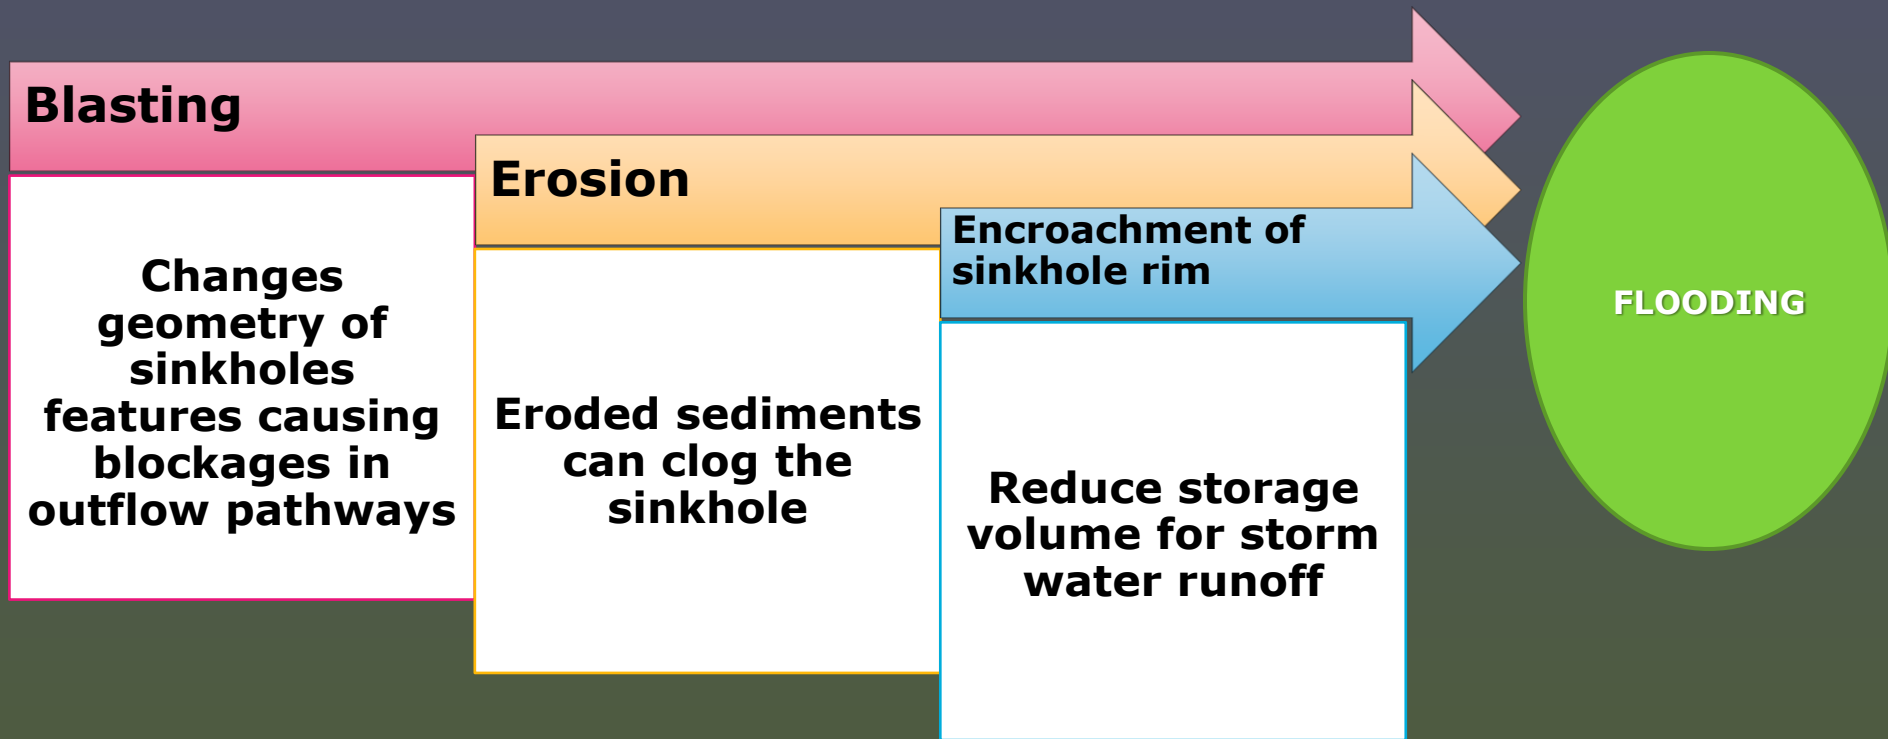 Blasting
Changes
geometry of
sinkholes
features causing
blockages in
outflow pathways
Erosion
Eroded sediments
can clog the
sinkhole
Encroachment of
sinkhole rim
Reduce storage
volume for storm
water runoff
FLOODING